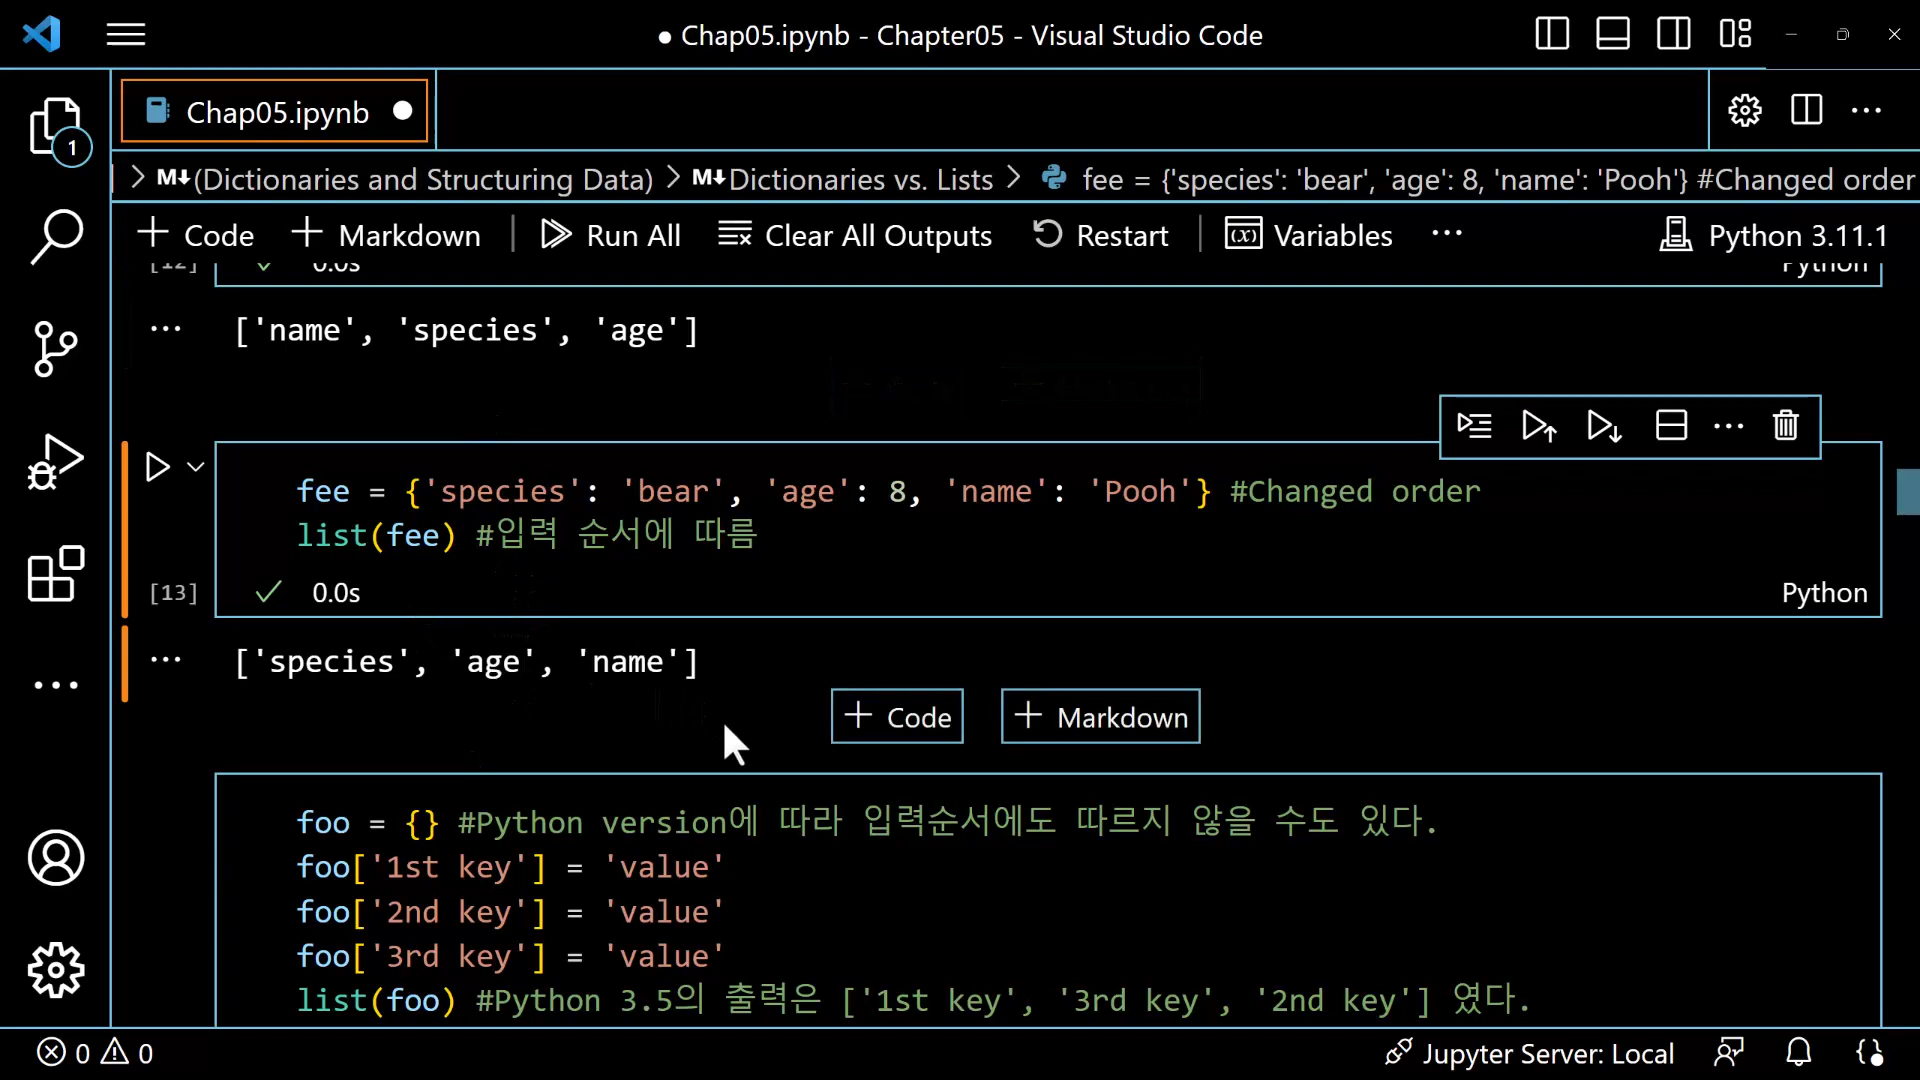 ● Chap05.ipynb - Chapter05 - Visual Studio Code
Chap05.ipynb ●
1
> M↓(Dictionaries and Structuring Data) > M↓Dictionaries vs. Lists > fee = {'species': 'bear', 'age': 8, 'name': 'Pooh'} #Changed order
+ Code + Markdown Run All Clear All Outputs Restart Variables ··· Python 3.11.1
[12] ✓ 0.0s Python
··· ['name', 'species', 'age']
fee = {'species': 'bear', 'age': 8, 'name': 'Pooh'} #Changed order
list(fee) #입력 순서에 따름
[13] ✓ 0.0s Python
··· ['species', 'age', 'name']
+ Code + Markdown
foo = {} #Python version에 따라 입력순서에도 따르지 않을 수도 있다.
foo['1st key'] = 'value'
foo['2nd key'] = 'value'
foo['3rd key'] = 'value'
list(foo) #Python 3.5의 출력은 ['1st key', '3rd key', '2nd key'] 였다.
0 0 Jupyter Server: Local